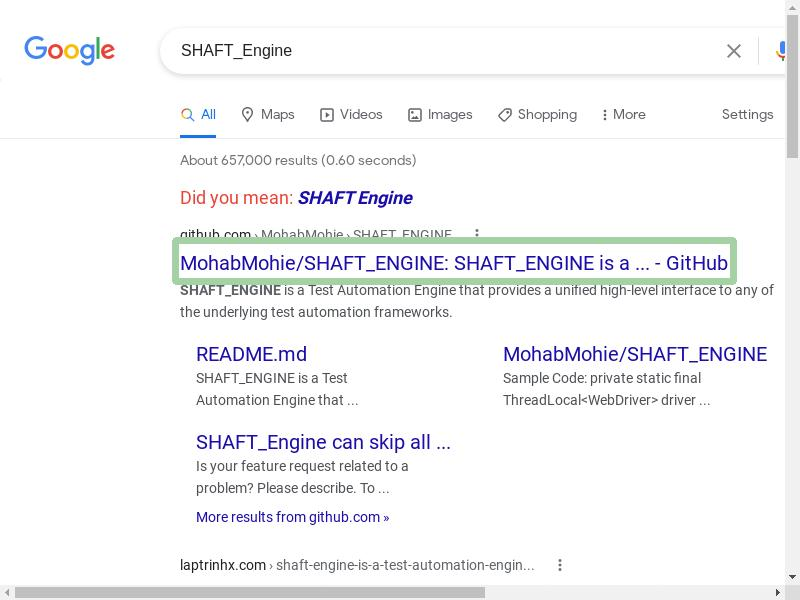 Google
SHAFT_Engine
All Maps Videos Images Shopping More Settings
About 657,000 results (0.60 seconds)
Did you mean: SHAFT Engine
github.com › MohabMohie › SHAFT_ENGINE
MohabMohie/SHAFT_ENGINE: SHAFT_ENGINE is a ... - GitHub
SHAFT_ENGINE is a Test Automation Engine that provides a unified high-level interface to any of
the underlying test automation frameworks.
README.md
SHAFT_ENGINE is a Test
Automation Engine that ...
MohabMohie/SHAFT_ENGINE
Sample Code: private static final
ThreadLocal<WebDriver> driver ...
SHAFT_Engine can skip all ...
Is your feature request related to a
problem? Please describe. To ...
More results from github.com »
laptrinhx.com › shaft-engine-is-a-test-automation-engin...